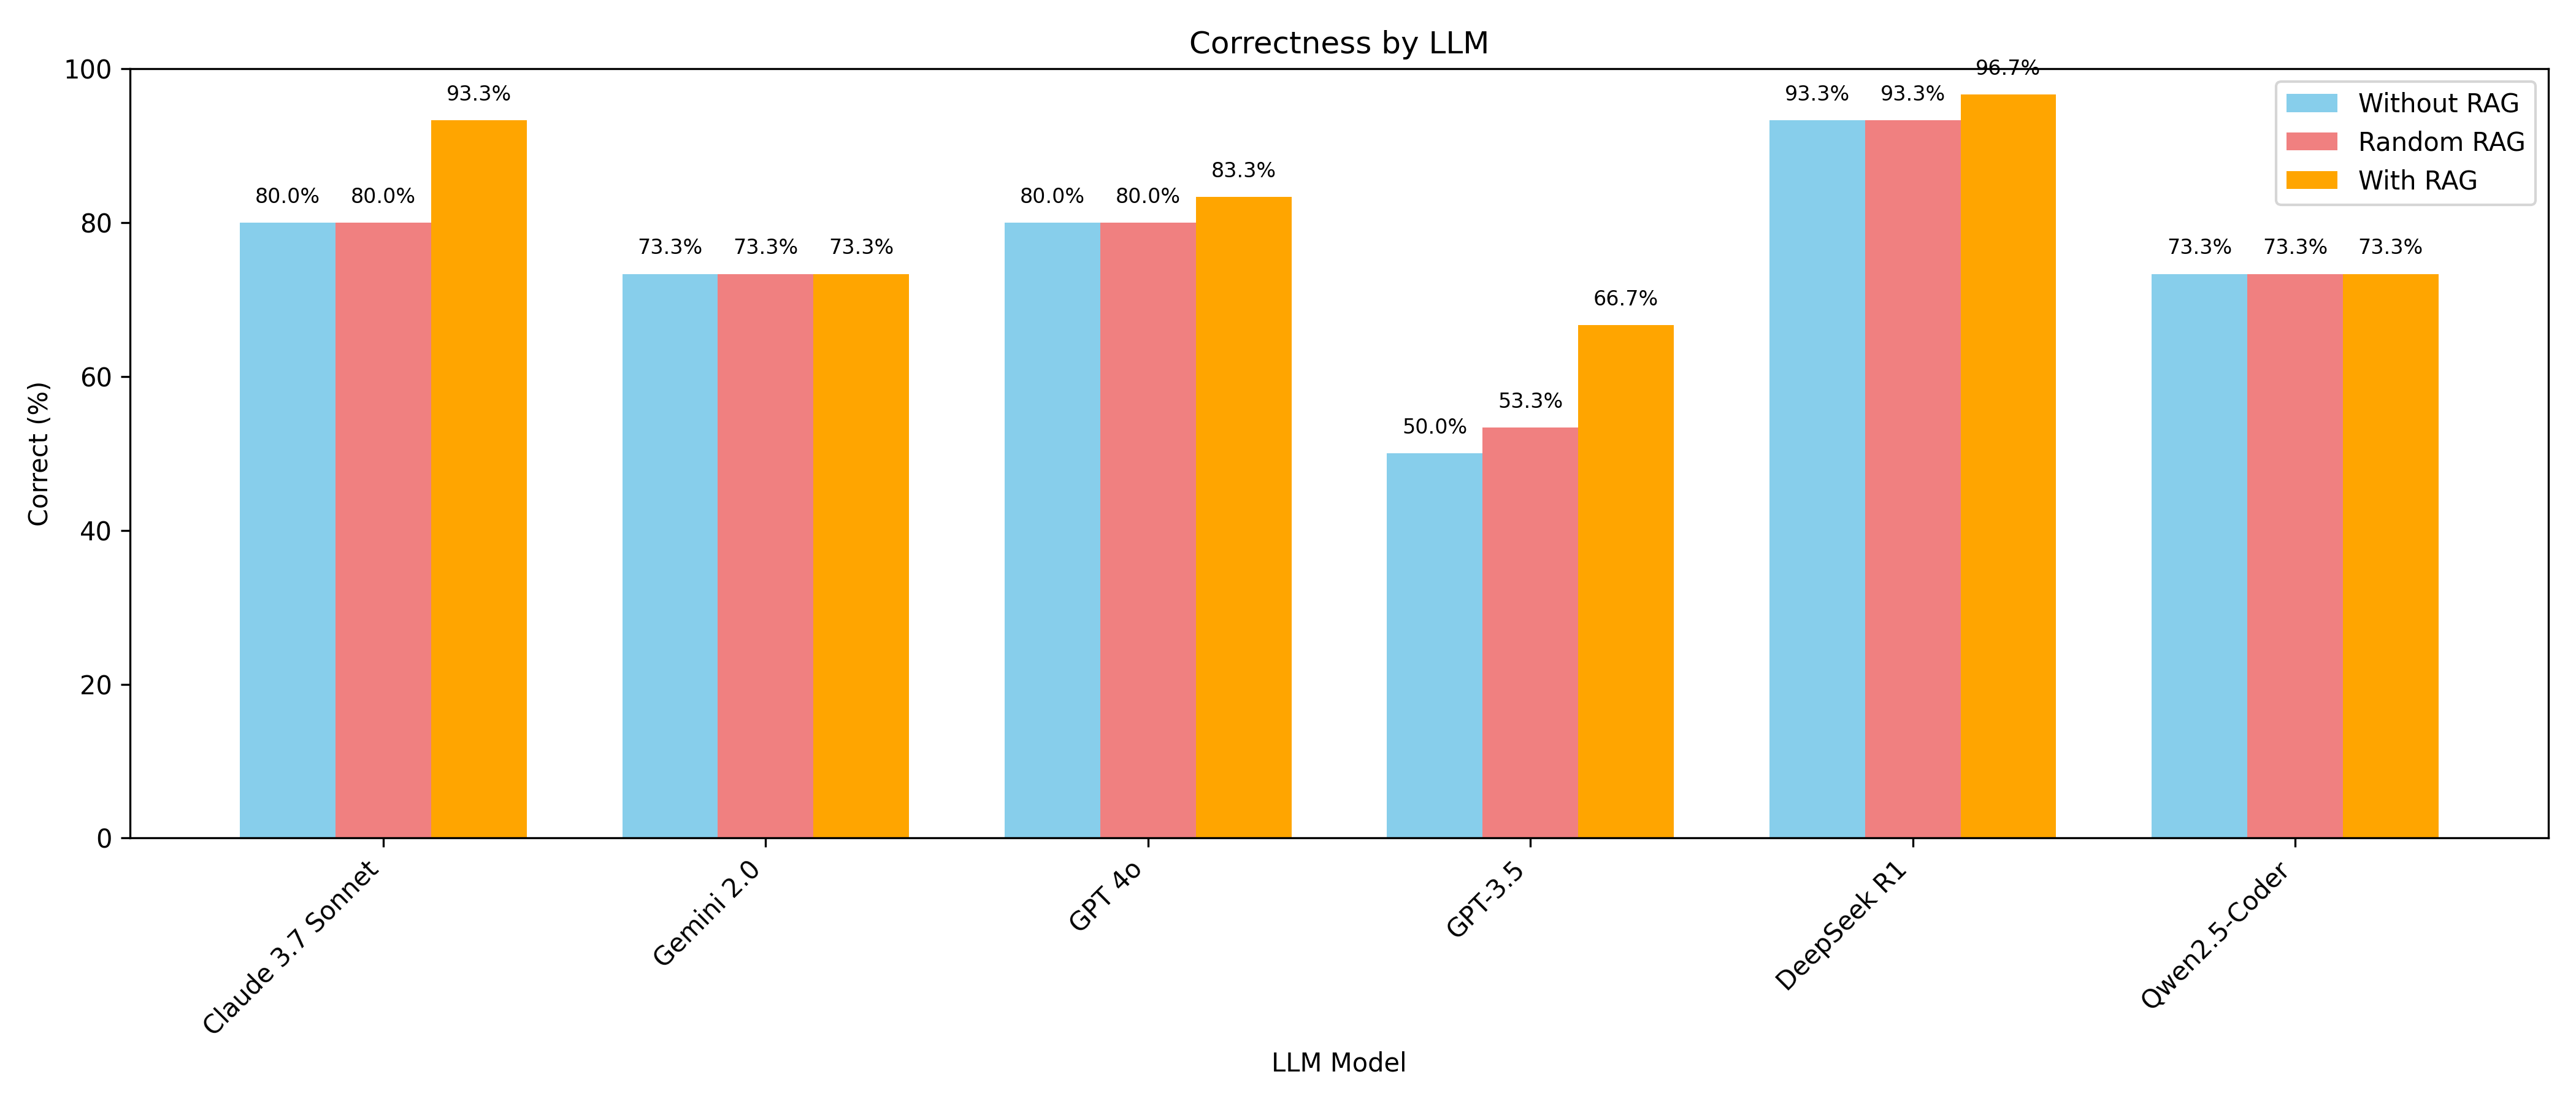 Correctness by LLM
100
80
60
40
20
0
Correct (%)
80.0% 80.0% 93.3%
73.3% 73.3% 73.3%
80.0% 80.0% 83.3%
50.0% 53.3% 66.7%
93.3% 93.3% 96.7%
73.3% 73.3% 73.3%
Without RAG
Random RAG
With RAG
Claude 3.7 Sonnet
Gemini 2.0
GPT 4o
GPT-3.5
DeepSeek R1
Qwen2.5-Coder
LLM Model